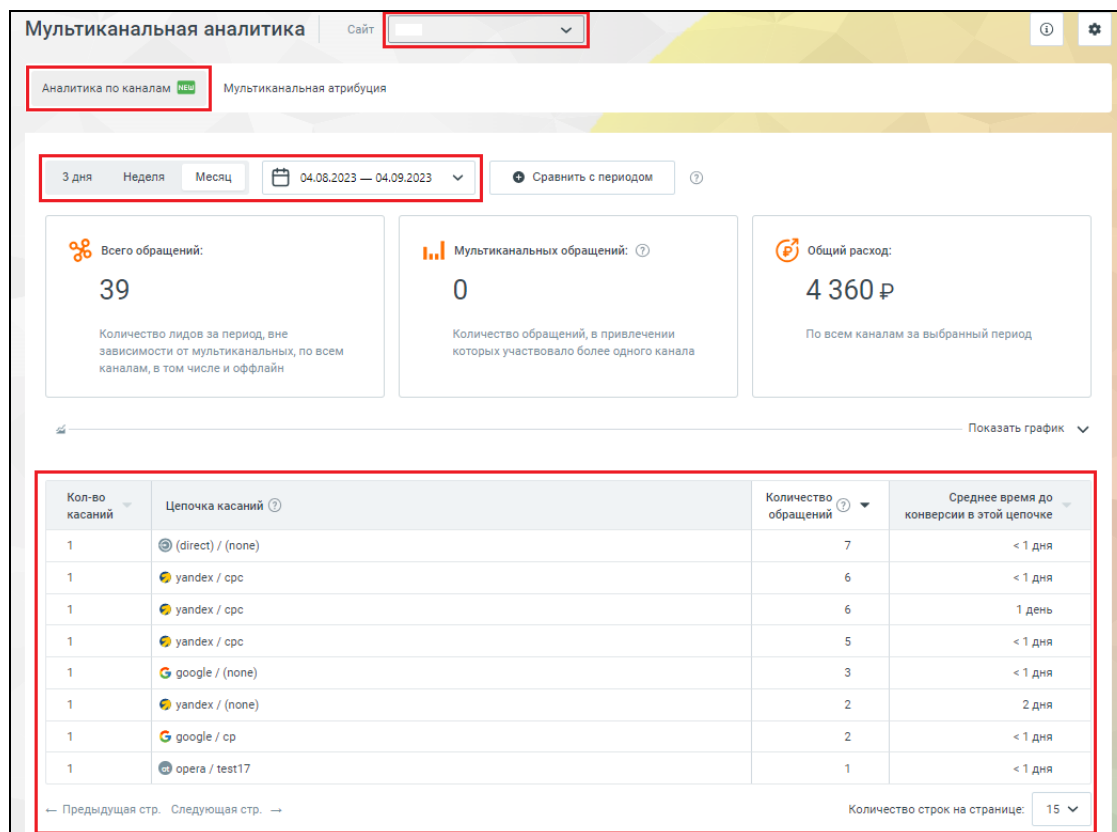 Мультиканальная аналитика Сайт
Аналитика по каналам NEW Мультиканальная атрибуция
3 дня Неделя Месяц 04.08.2023 — 04.09.2023 Сравнить с периодом ?
Всего обращений:
39
Количество лидов за период, вне
зависимости от мультиканальных, по всем
каналам, в том числе и оффлайн
Мультиканальных обращений: ?
0
Количество обращений, в привлечении
которых участвовало более одного канала
Общий расход:
4 360 ₽
По всем каналам за выбранный период
Показать график
Кол-во касаний Цепочка касаний ? Количество обращений ? Среднее время до конверсии в этой цепочке
1 (direct) / (none) 7 < 1 дня
1 yandex / cpc 6 < 1 дня
1 yandex / cpc 6 1 день
1 yandex / cpc 5 < 1 дня
1 google / (none) 3 < 1 дня
1 yandex / (none) 2 2 дня
1 google / cp 2 < 1 дня
1 ot opera / test17 1 < 1 дня
← Предыдущая стр. Следующая стр. → Количество строк на странице: 15